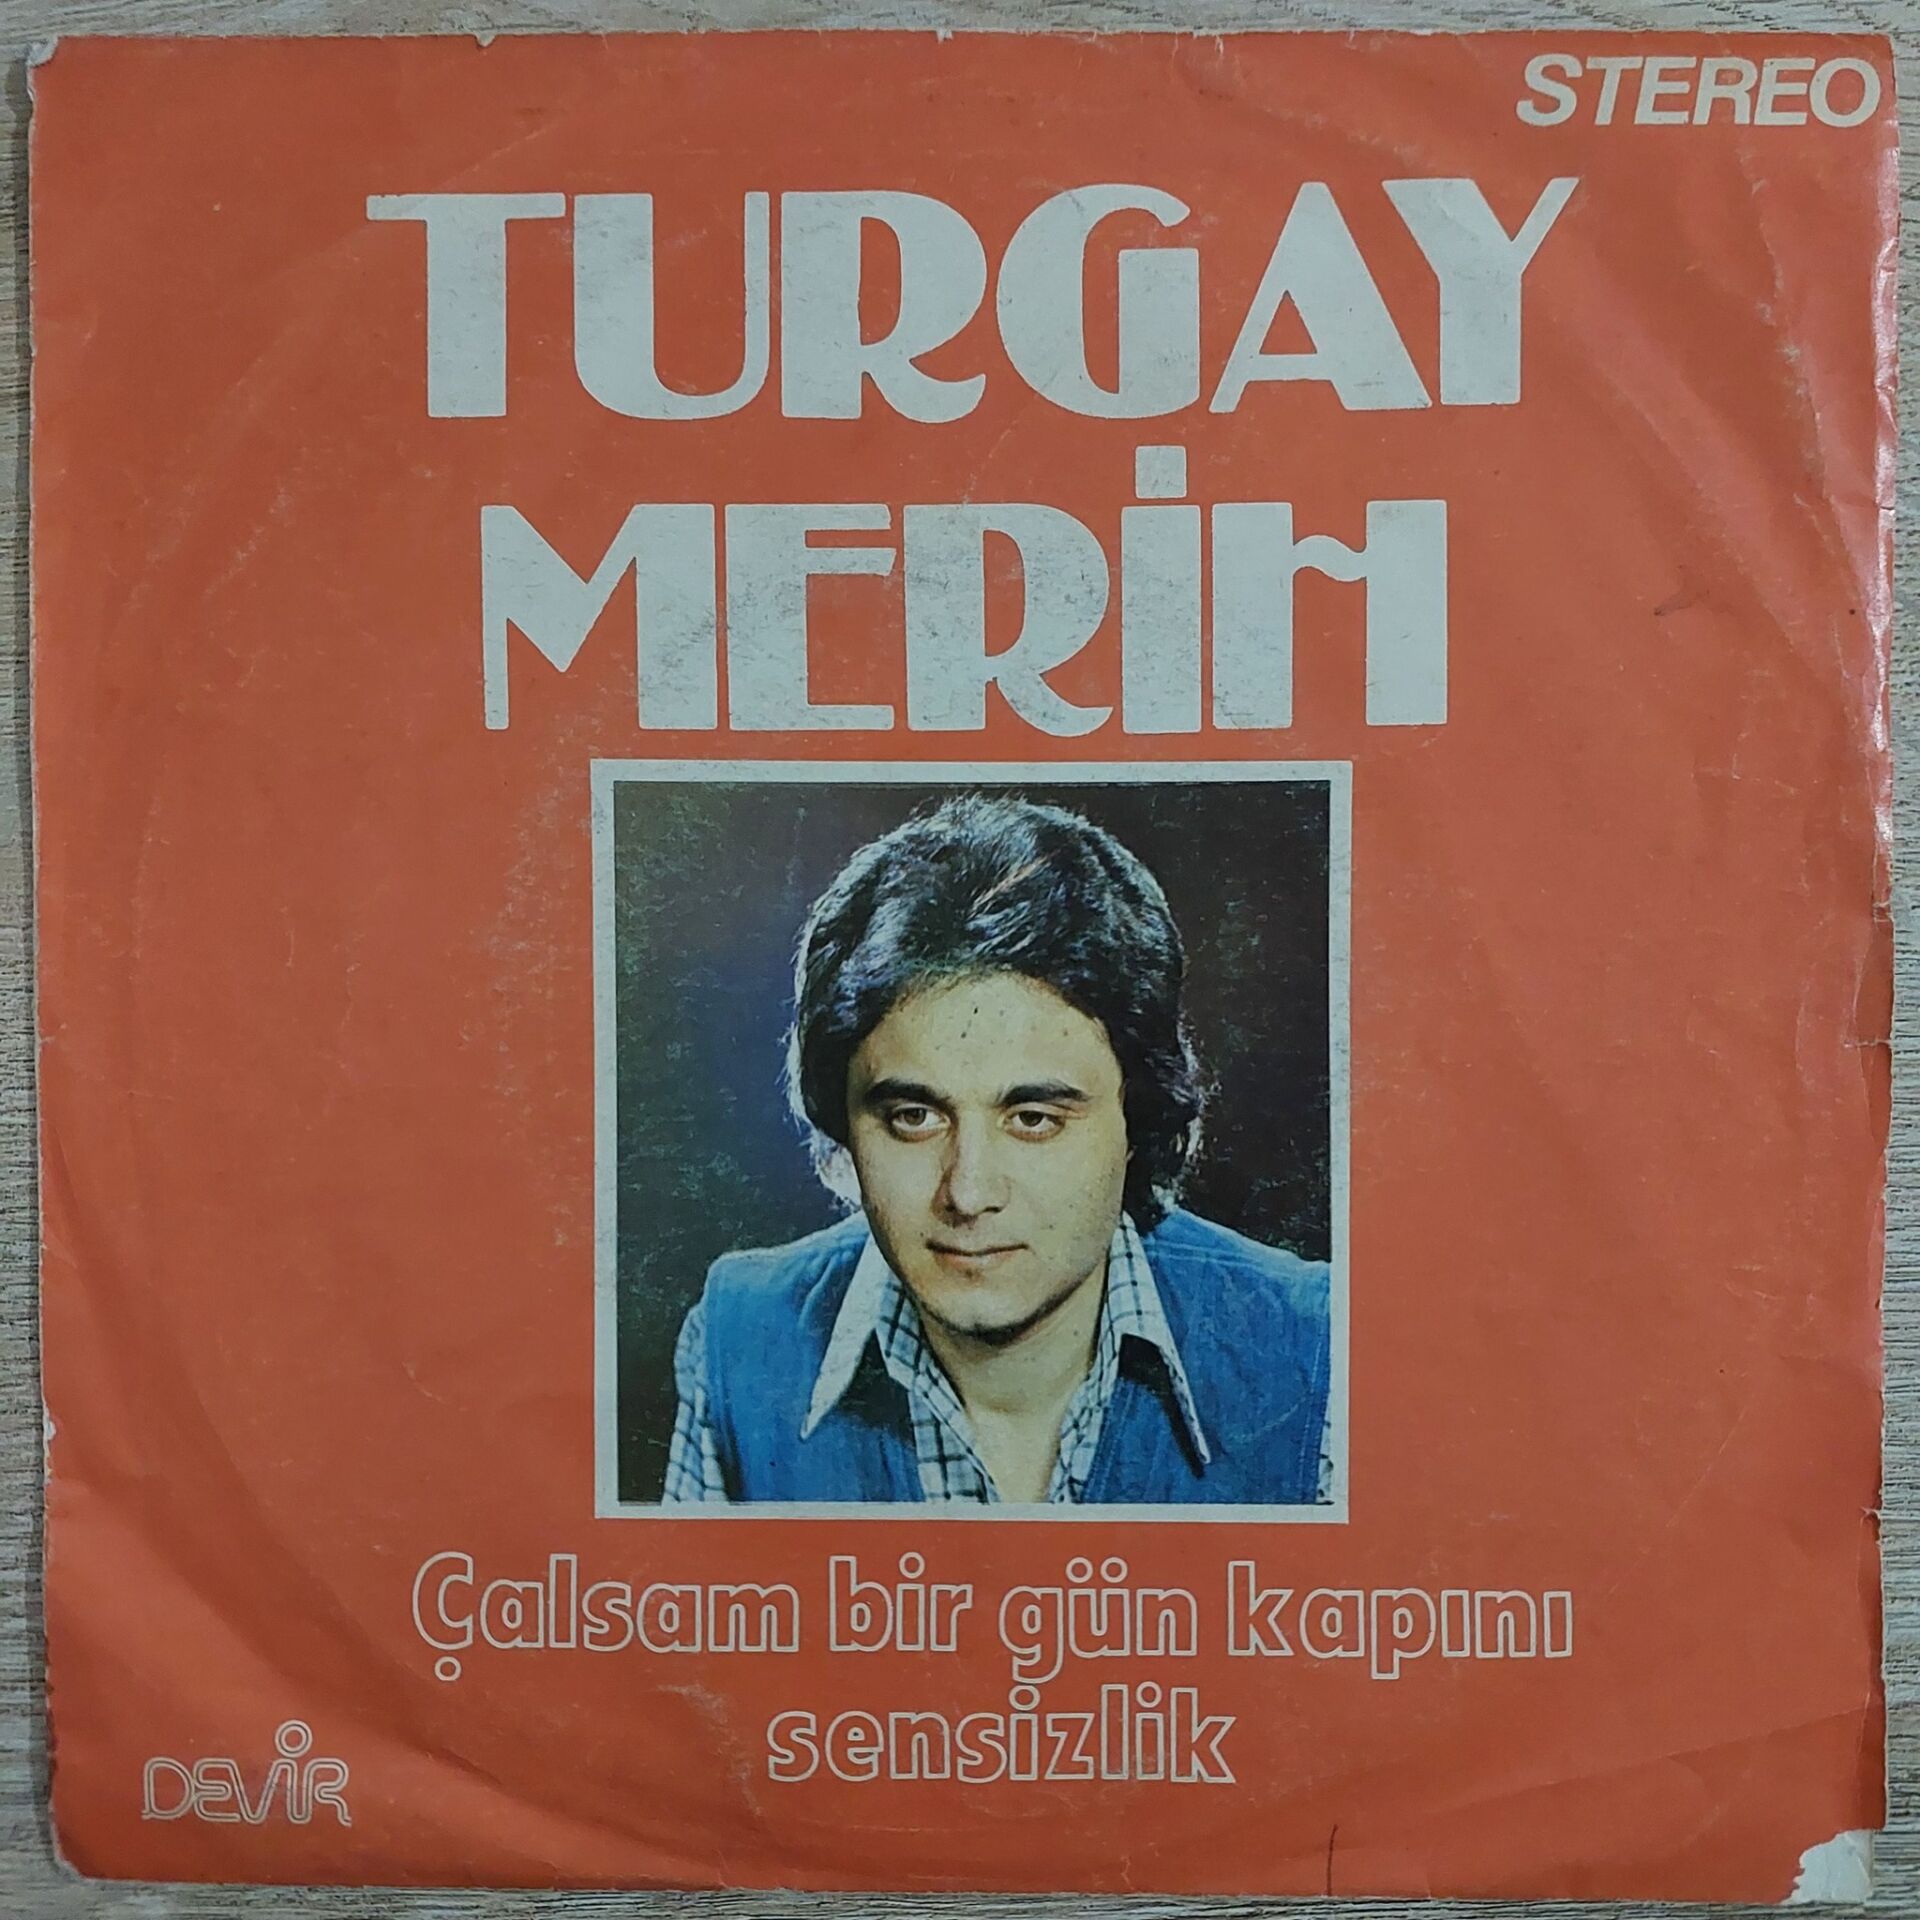 STEREO
TURGAY
MERİN
Çalsam bir gün kapını
sensizlik
DEVİR